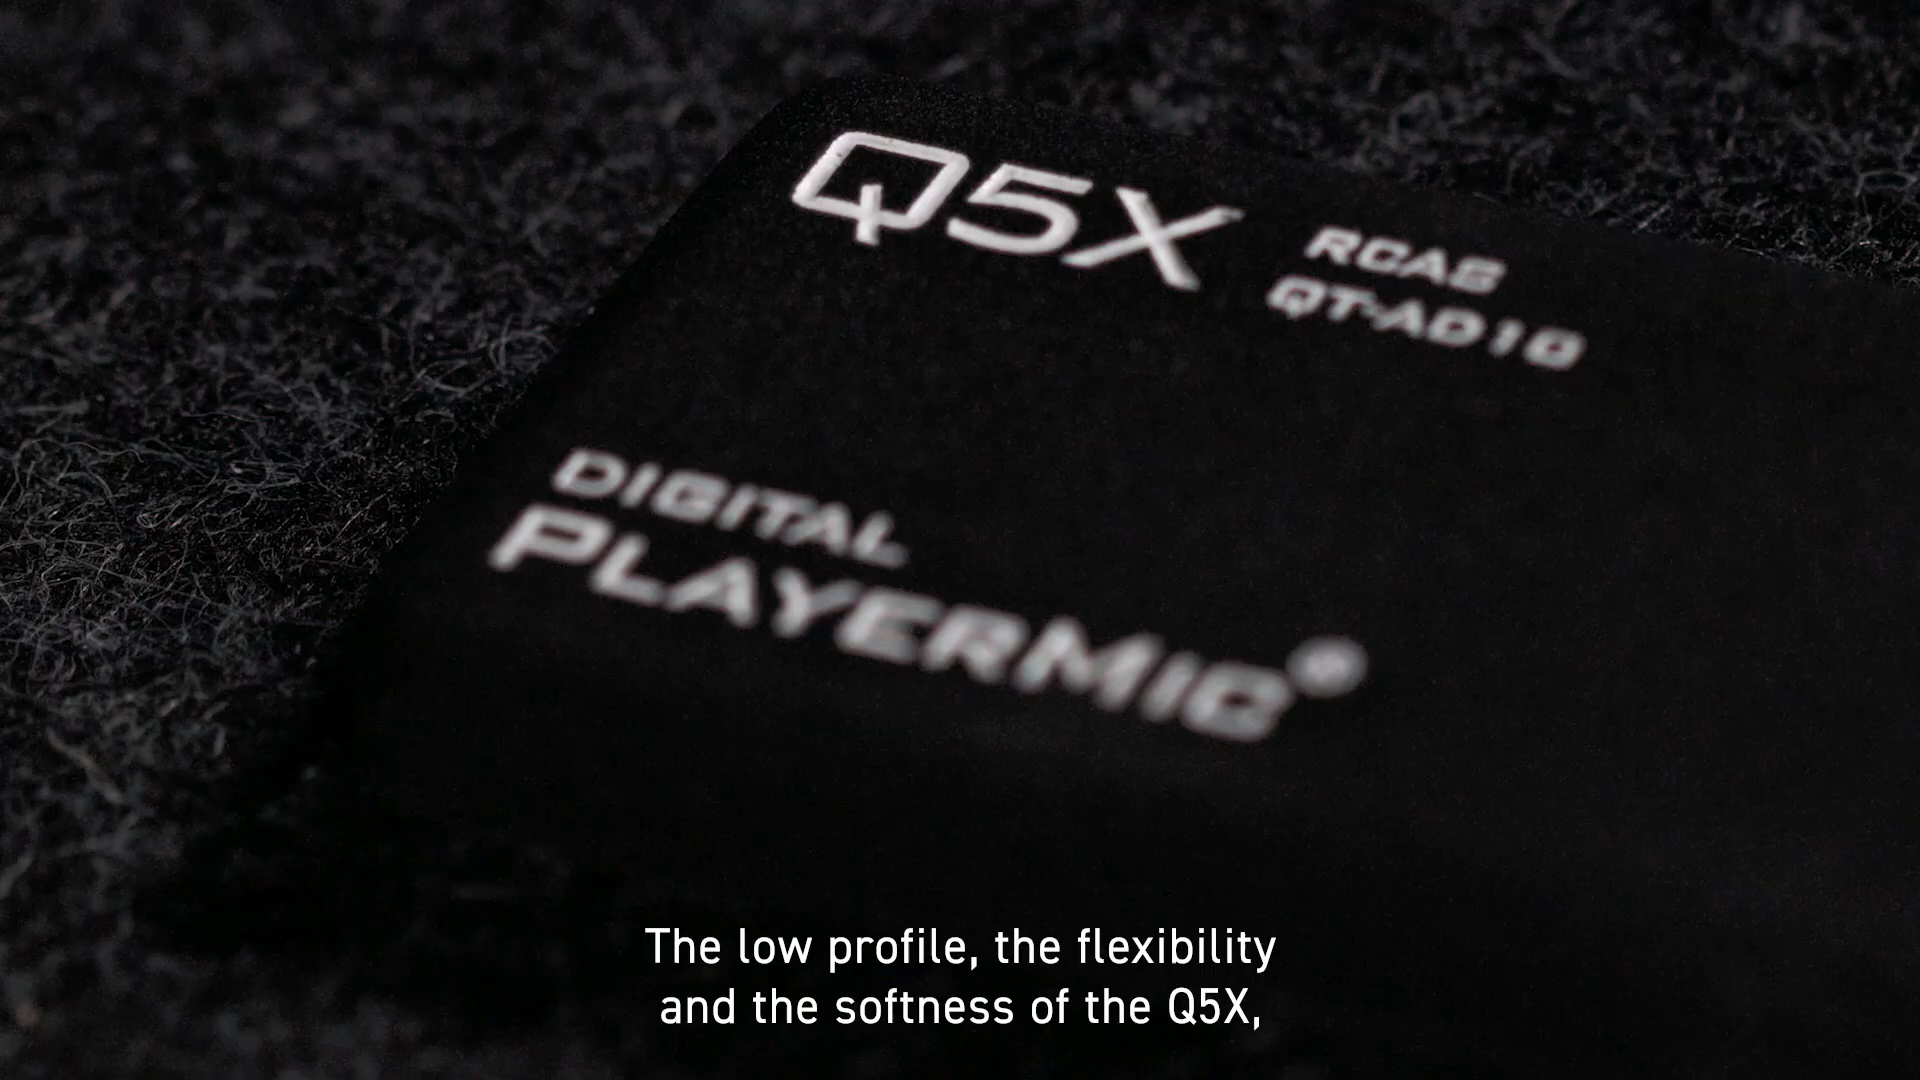 Q5X
RCAS
QT-AD10
DIGITAL
PLAYERMIC®
The low profile, the flexibility
and the softness of the Q5X,